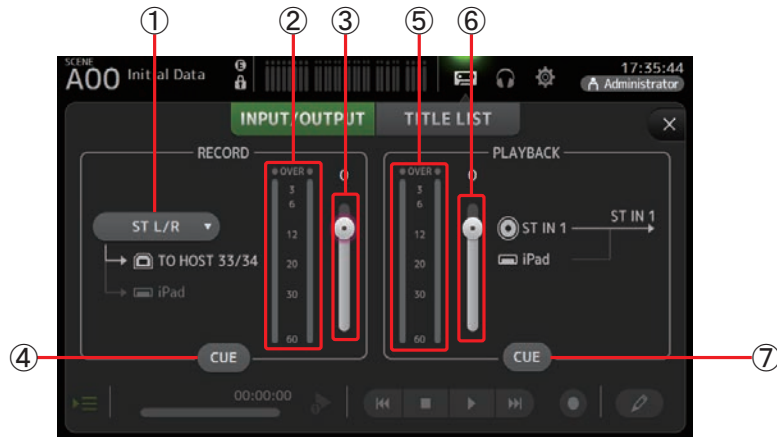 ① ② ③ ⑤ ⑥
SCENE
A00 Initial Data
E
17:35:44
Administrator
INPUT/OUTPUT TITLE LIST
RECORD
PLAYBACK
OVER
0
3
6
12
20
30
60
ST L/R
TO HOST 33/34
iPad
CUE
OVER
0
3
6
12
20
30
60
ST IN 1
iPad
ST IN 1
CUE
④
⑦
00:00:00